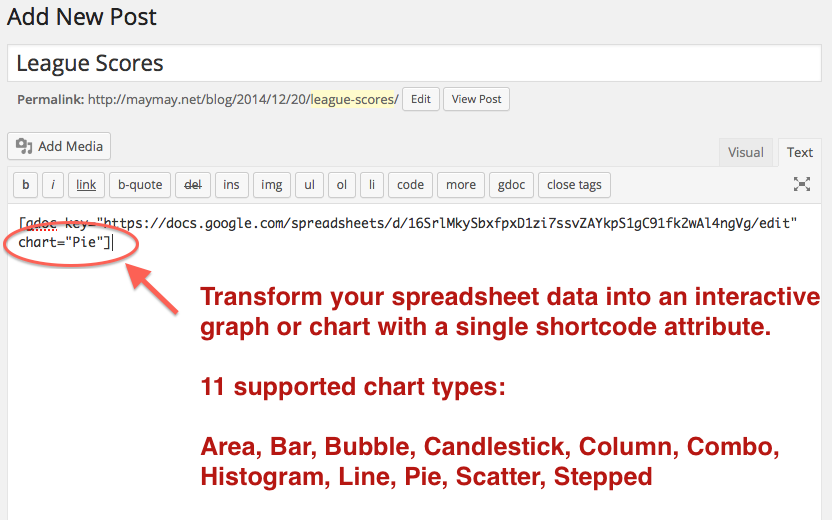 Add New Post
League Scores
Permalink: http://maymay.net/blog/2014/12/20/league-scores/ Edit View Post
Add Media
Visual Text
b i link b-quote del ins img ul ol li code more gdoc close tags
[gdoc key="https://docs.google.com/spreadsheets/d/16SrlMkySbxfpxD1zi7ssvZAYkpS1gC91fk2wAl4ngVg/edit"
chart="Pie"]
Transform your spreadsheet data into an interactive
graph or chart with a single shortcode attribute.
11 supported chart types:
Area, Bar, Bubble, Candlestick, Column, Combo,
Histogram, Line, Pie, Scatter, Stepped